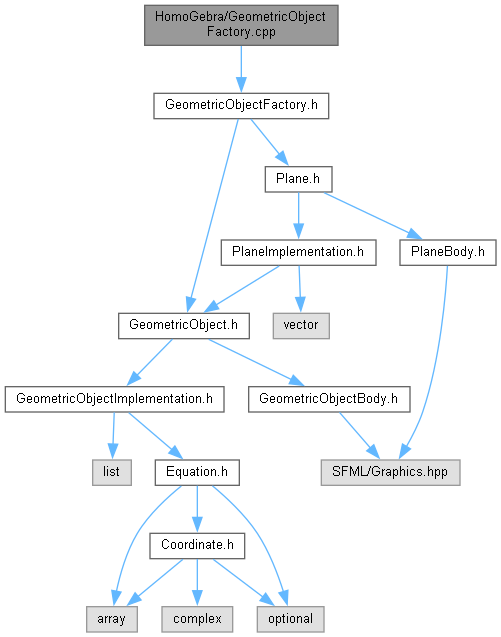 HomoGebra/GeometricObject
Factory.cpp
GeometricObjectFactory.h
Plane.h
PlaneImplementation.h
PlaneBody.h
GeometricObject.h
vector
GeometricObjectImplementation.h
GeometricObjectBody.h
list
Equation.h
SFML/Graphics.hpp
Coordinate.h
array
complex
optional